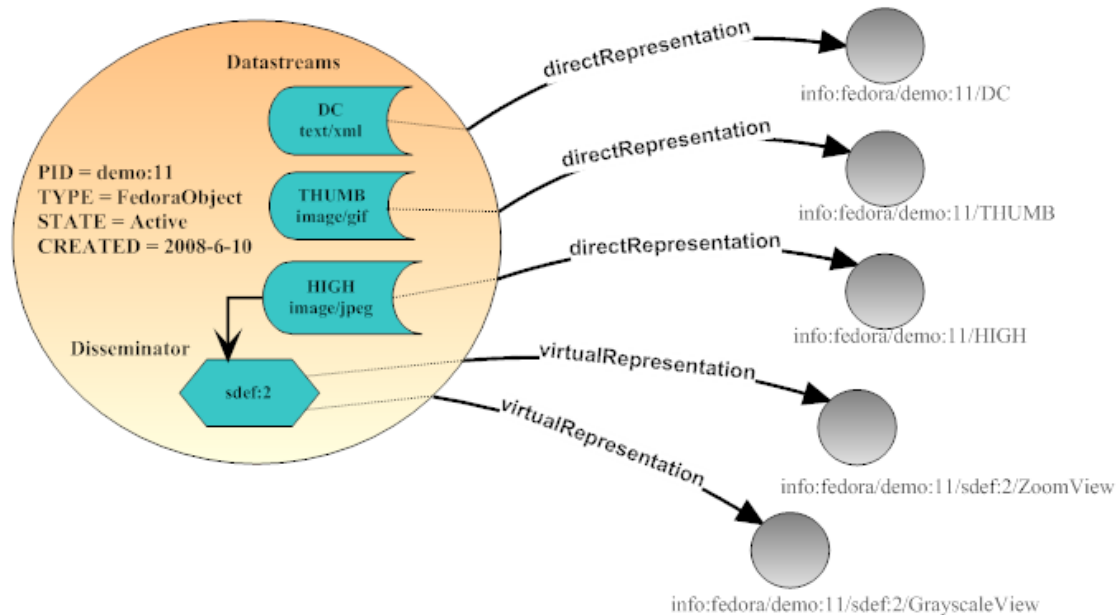 Datastreams
DC
text/xml
PID = demo:11
TYPE = FedoraObject
STATE = Active
CREATED = 2008-6-10
THUMB
image/gif
HIGH
image/jpeg
Disseminator
sdef:2
directRepresentation
info:fedora/demo:11/DC
directRepresentation
info:fedora/demo:11/THUMB
directRepresentation
info:fedora/demo:11/HIGH
virtualRepresentation
info:fedora/demo:11/sdef:2/ZoomView
virtualRepresentation
info:fedora/demo:11/sdef:2/GrayscaleView